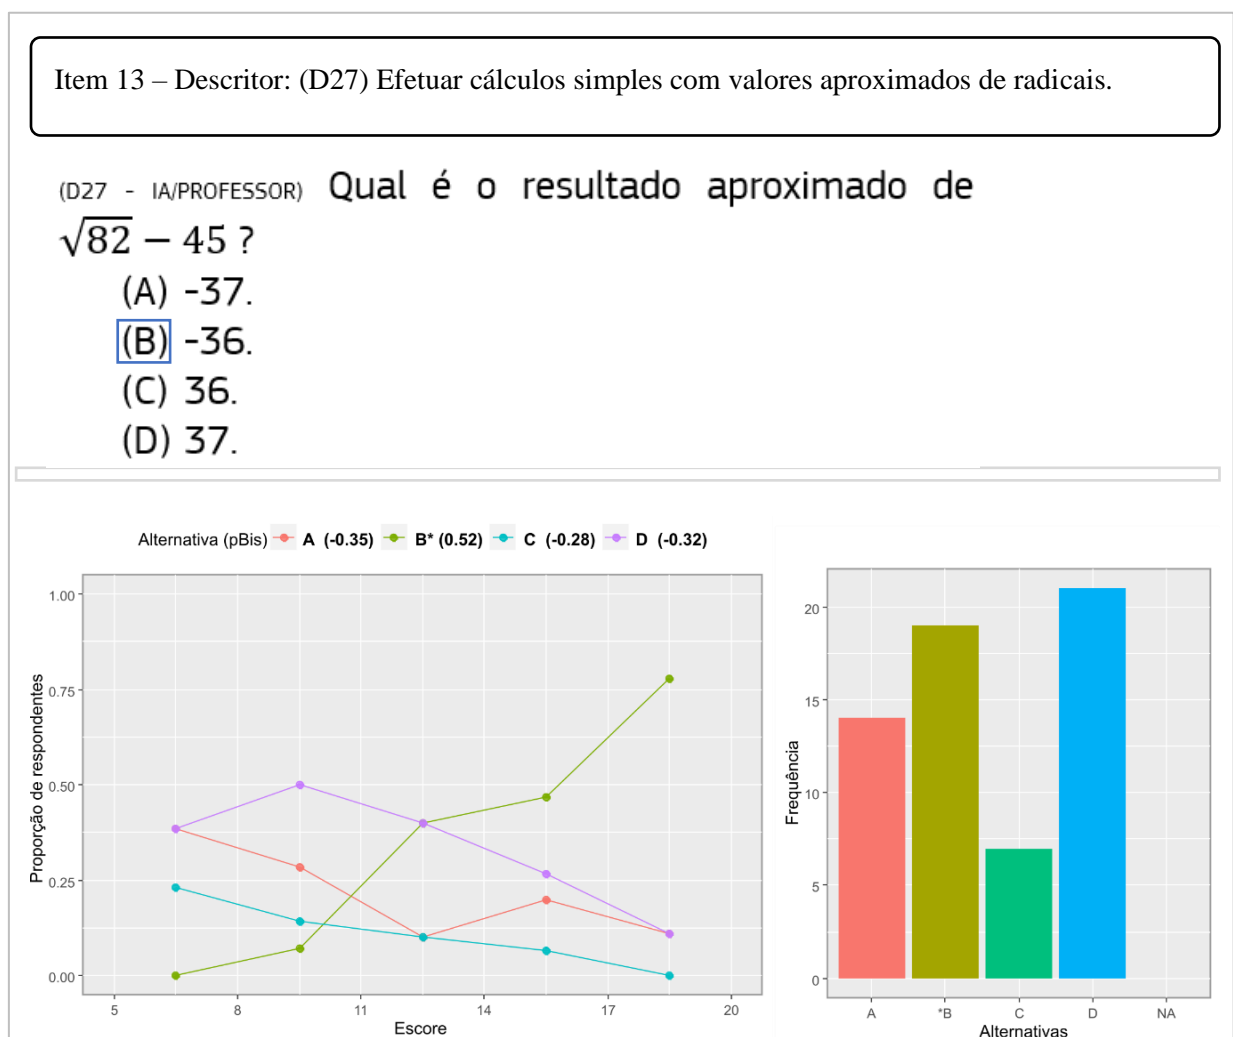 Item 13 – Descritor: (D27) Efetuar cálculos simples com valores aproximados de radicais.
(D27 - IA/PROFESSOR) Qual é o resultado aproximado de
√82 − 45 ?
(A) -37.
(B) -36.
(C) 36.
(D) 37.
Alternativa (pBis) A (-0.35) B* (0.52) C (-0.28) D (-0.32)
Proporção de respondentes
1.00
0.75
0.50
0.25
0.00
5 8 11 14 17 20
Escore
Frequência
20
15
10
5
0
A *B C D NA
Alternativas